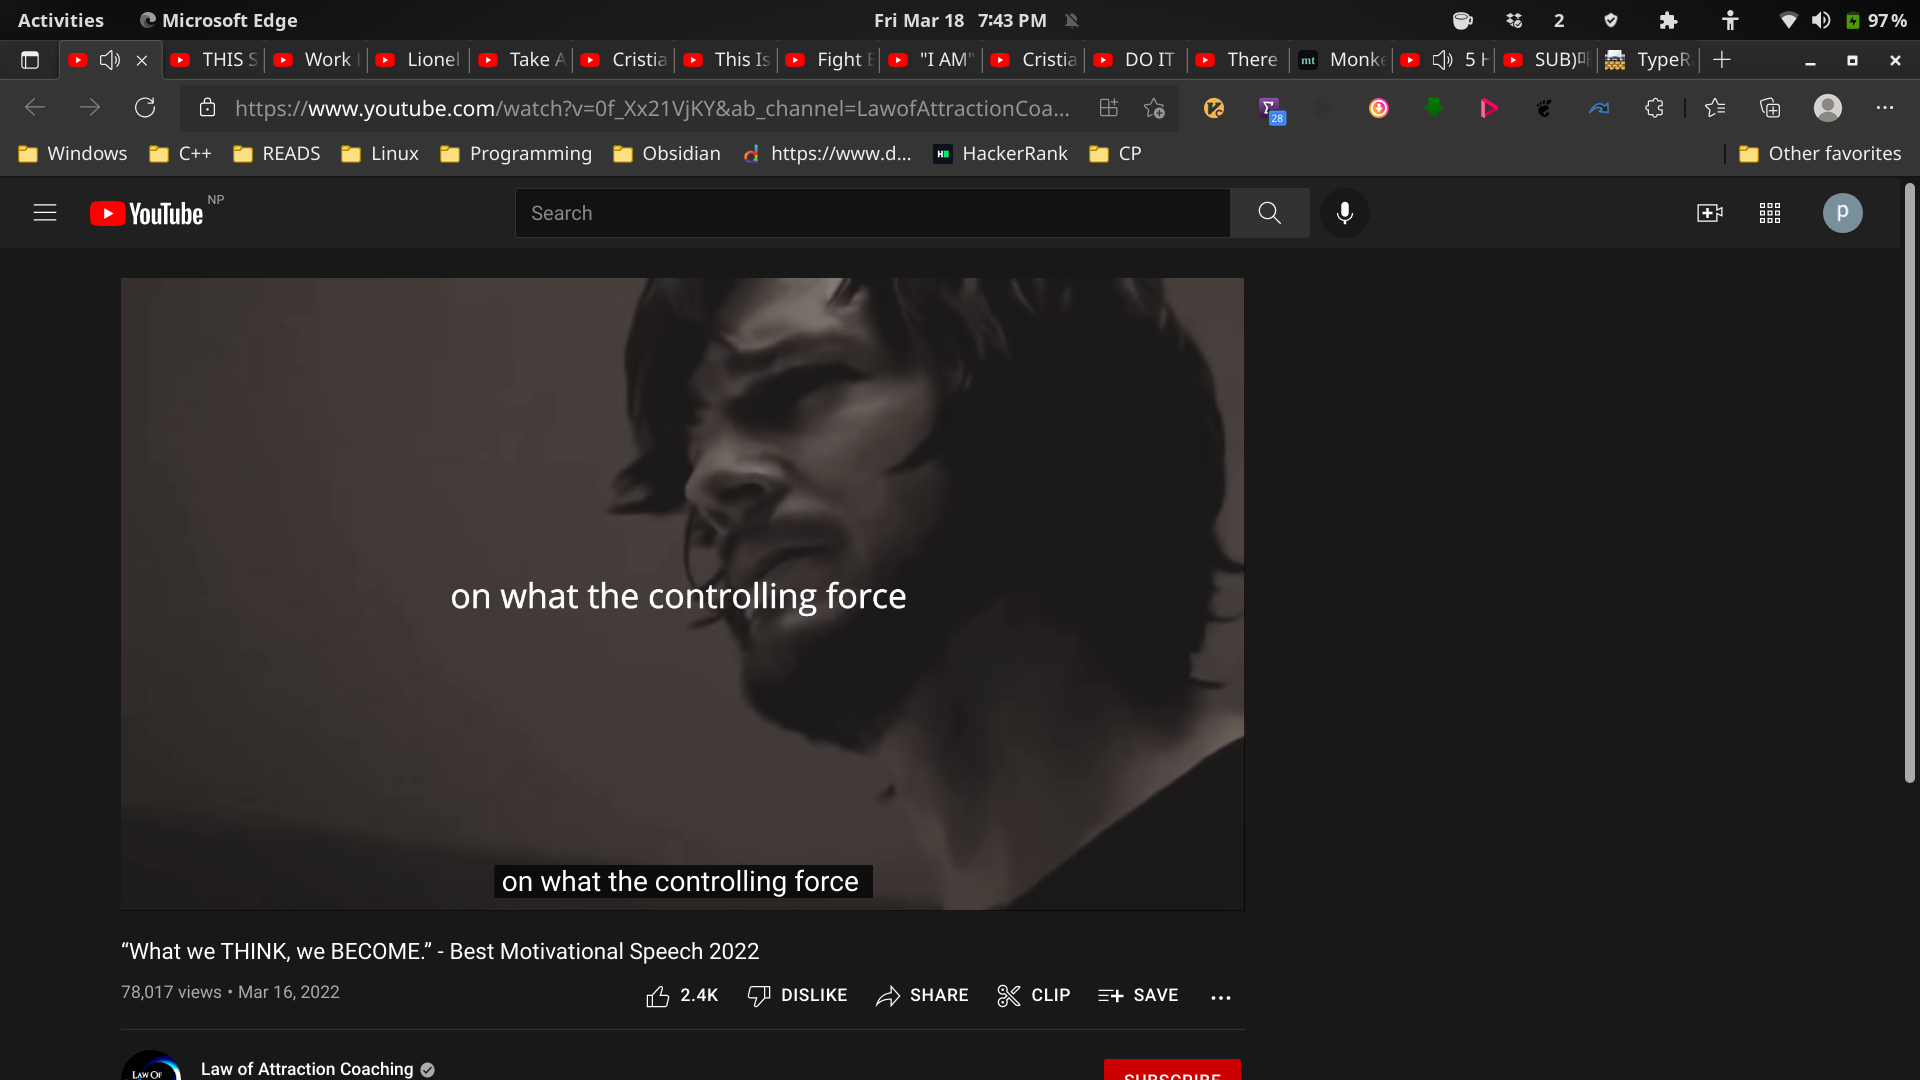 Activities Microsoft Edge Fri Mar 18 7:43 PM 2 97 %
THIS S Work Lionel Take A Cristia This Is Fight E "I AM" Cristia DO IT There mt Monke 5 H SUB) TypeR
https://www.youtube.com/watch?v=0f_Xx21VjKY&ab_channel=LawofAttractionCoa... 28
Windows C++ READS Linux Programming Obsidian https://www.d... HackerRank CP Other favorites
YouTube NP Search p
on what the controlling force
on what the controlling force
“What we THINK, we BECOME.” - Best Motivational Speech 2022
78,017 views • Mar 16, 2022 2.4K DISLIKE SHARE CLIP SAVE
LAW OF Law of Attraction Coaching SUBSCRIBE